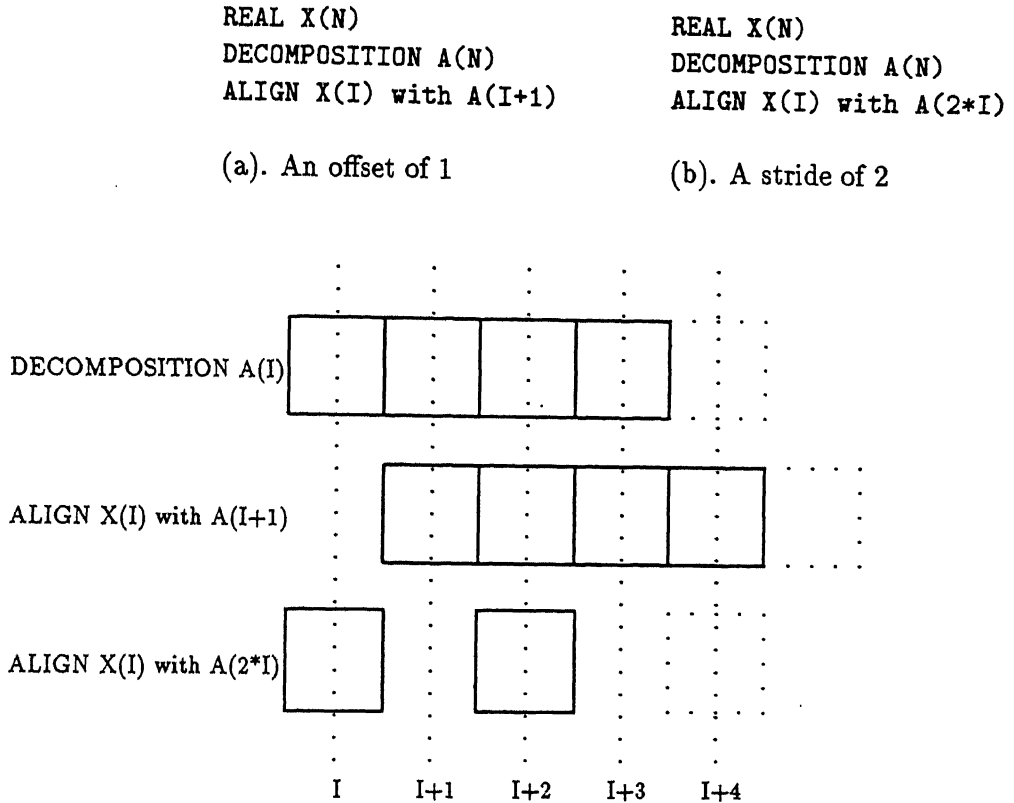 REAL X(N)
DECOMPOSITION A(N)
ALIGN X(I) with A(I+1)
(a). An offset of 1
REAL X(N)
DECOMPOSITION A(N)
ALIGN X(I) with A(2*I)
(b). A stride of 2
DECOMPOSITION A(I)
ALIGN X(I) with A(I+1)
ALIGN X(I) with A(2*I)
I I+1 I+2 I+3 I+4